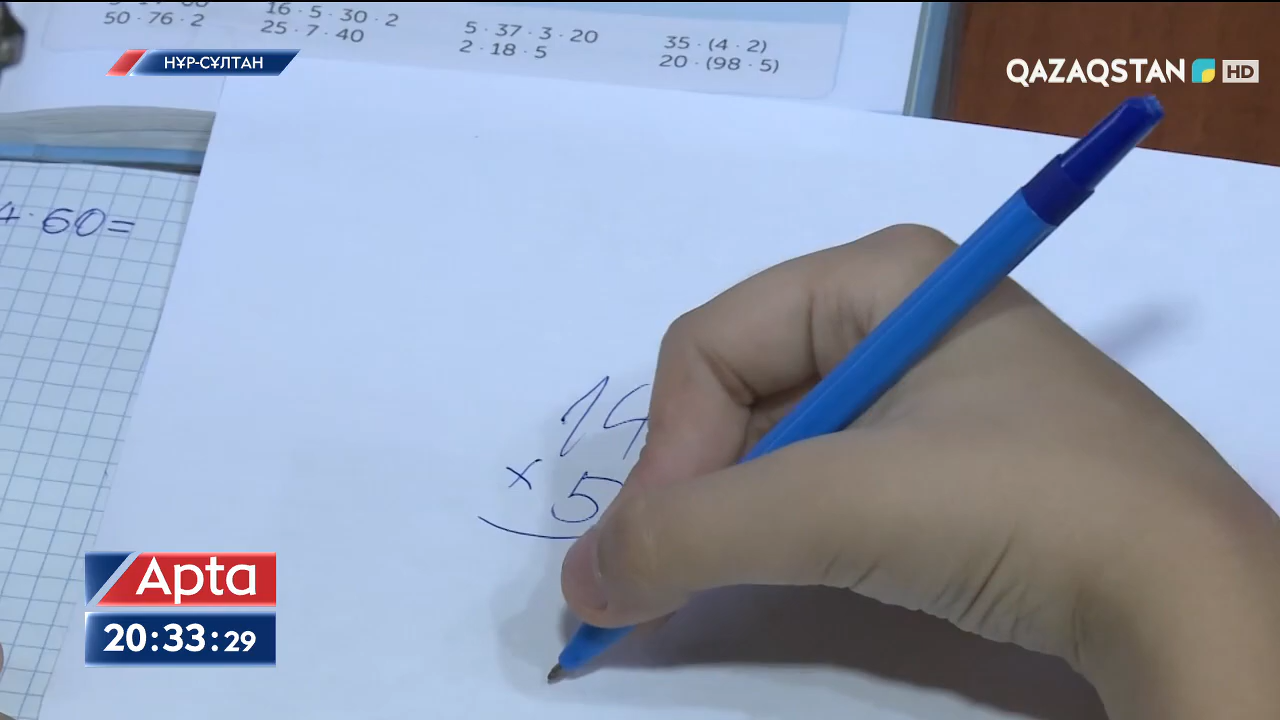 50 · 76 · 2
16 · 5 · 30 · 2
25 · 7 · 40
5 · 37 · 3 · 20
2 · 18 · 5
35 · (4 · 2)
20 · (98 · 5)
НҰР-СҰЛТАН
QAZAQSTAN HD
4·60=
14
× 5
Apta
20:33:29